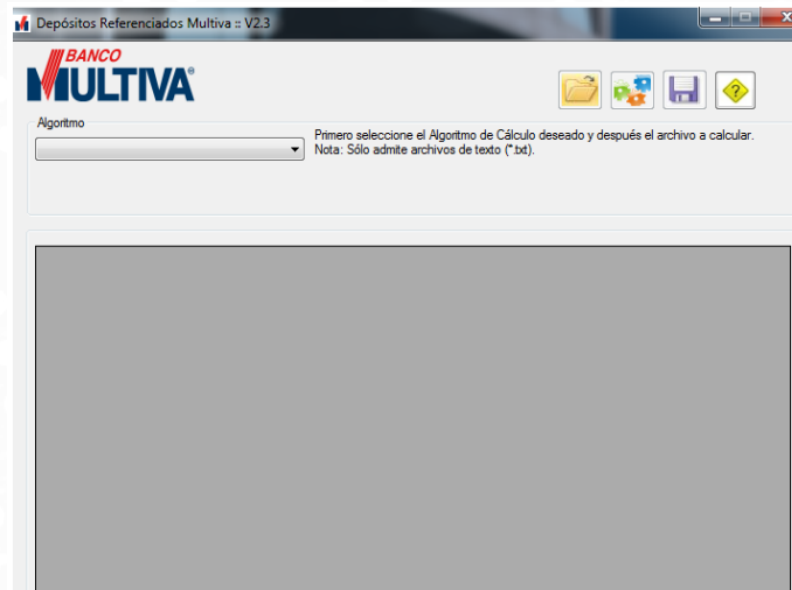 Depósitos Referenciados Multiva :: V2.3
BANCO
MULTIVA®
Algoritmo
Primero seleccione el Algoritmo de Cálculo deseado y después el archivo a calcular.
Nota: Sólo admite archivos de texto (*.txt).